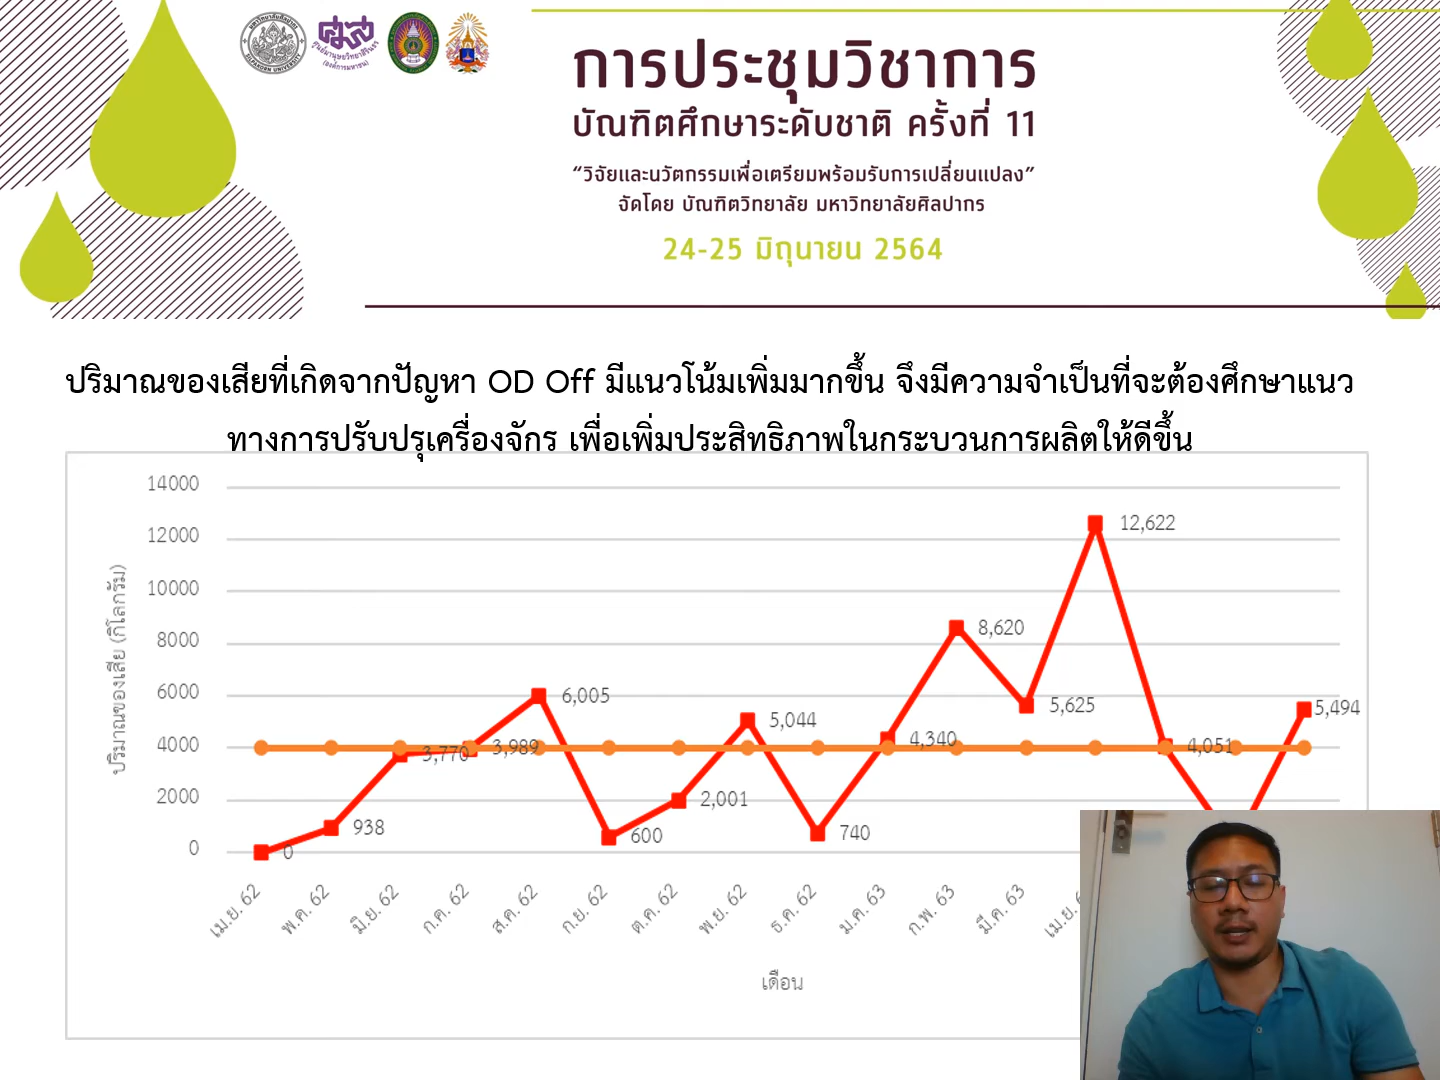 การประชุมวิชาการ
บัณฑิตศึกษาระดับชาติ ครั้งที่ 11
“วิจัยและนวัตกรรมเพื่อเตรียมพร้อมรับการเปลี่ยนแปลง”
จัดโดย บัณฑิตวิทยาลัย มหาวิทยาลัยศิลปากร
24-25 มิถุนายน 2564
ปริมาณของเสียที่เกิดจากปัญหา OD Off มีแนวโน้มเพิ่มมากขึ้น จึงมีความจำเป็นที่จะต้องศึกษาแนว
ทางการปรับปรุเครื่องจักร เพื่อเพิ่มประสิทธิภาพในกระบวนการผลิตให้ดีขึ้น
ปริมาณของเสีย (กิโลกรัม)
14000
12000
10000
8000
6000
4000
2000
0
0
938
3,770
3,989
6,005
600
2,001
5,044
740
4,340
8,620
5,625
12,622
4,051
5,494
เม.ย. 62
พ.ค. 62
มิ.ย. 62
ก.ค. 62
ส.ค. 62
ก.ย. 62
ต.ค. 62
พ.ย. 62
ธ.ค. 62
ม.ค. 63
ก.พ. 63
มี.ค. 63
เม.ย.
เดือน